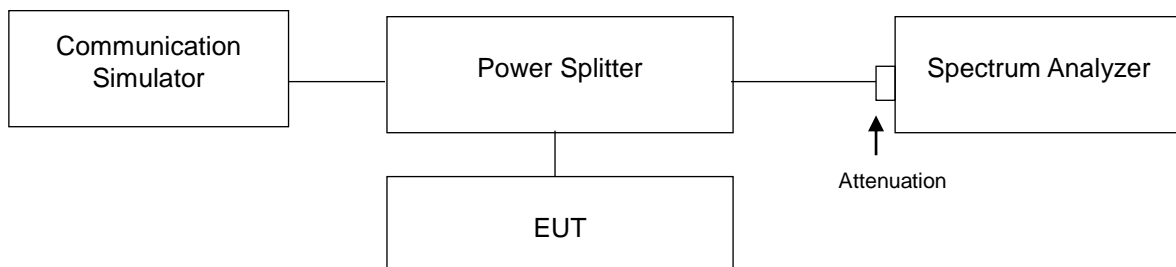 Communication
Simulator
Power Splitter
Spectrum Analyzer
Attenuation
EUT